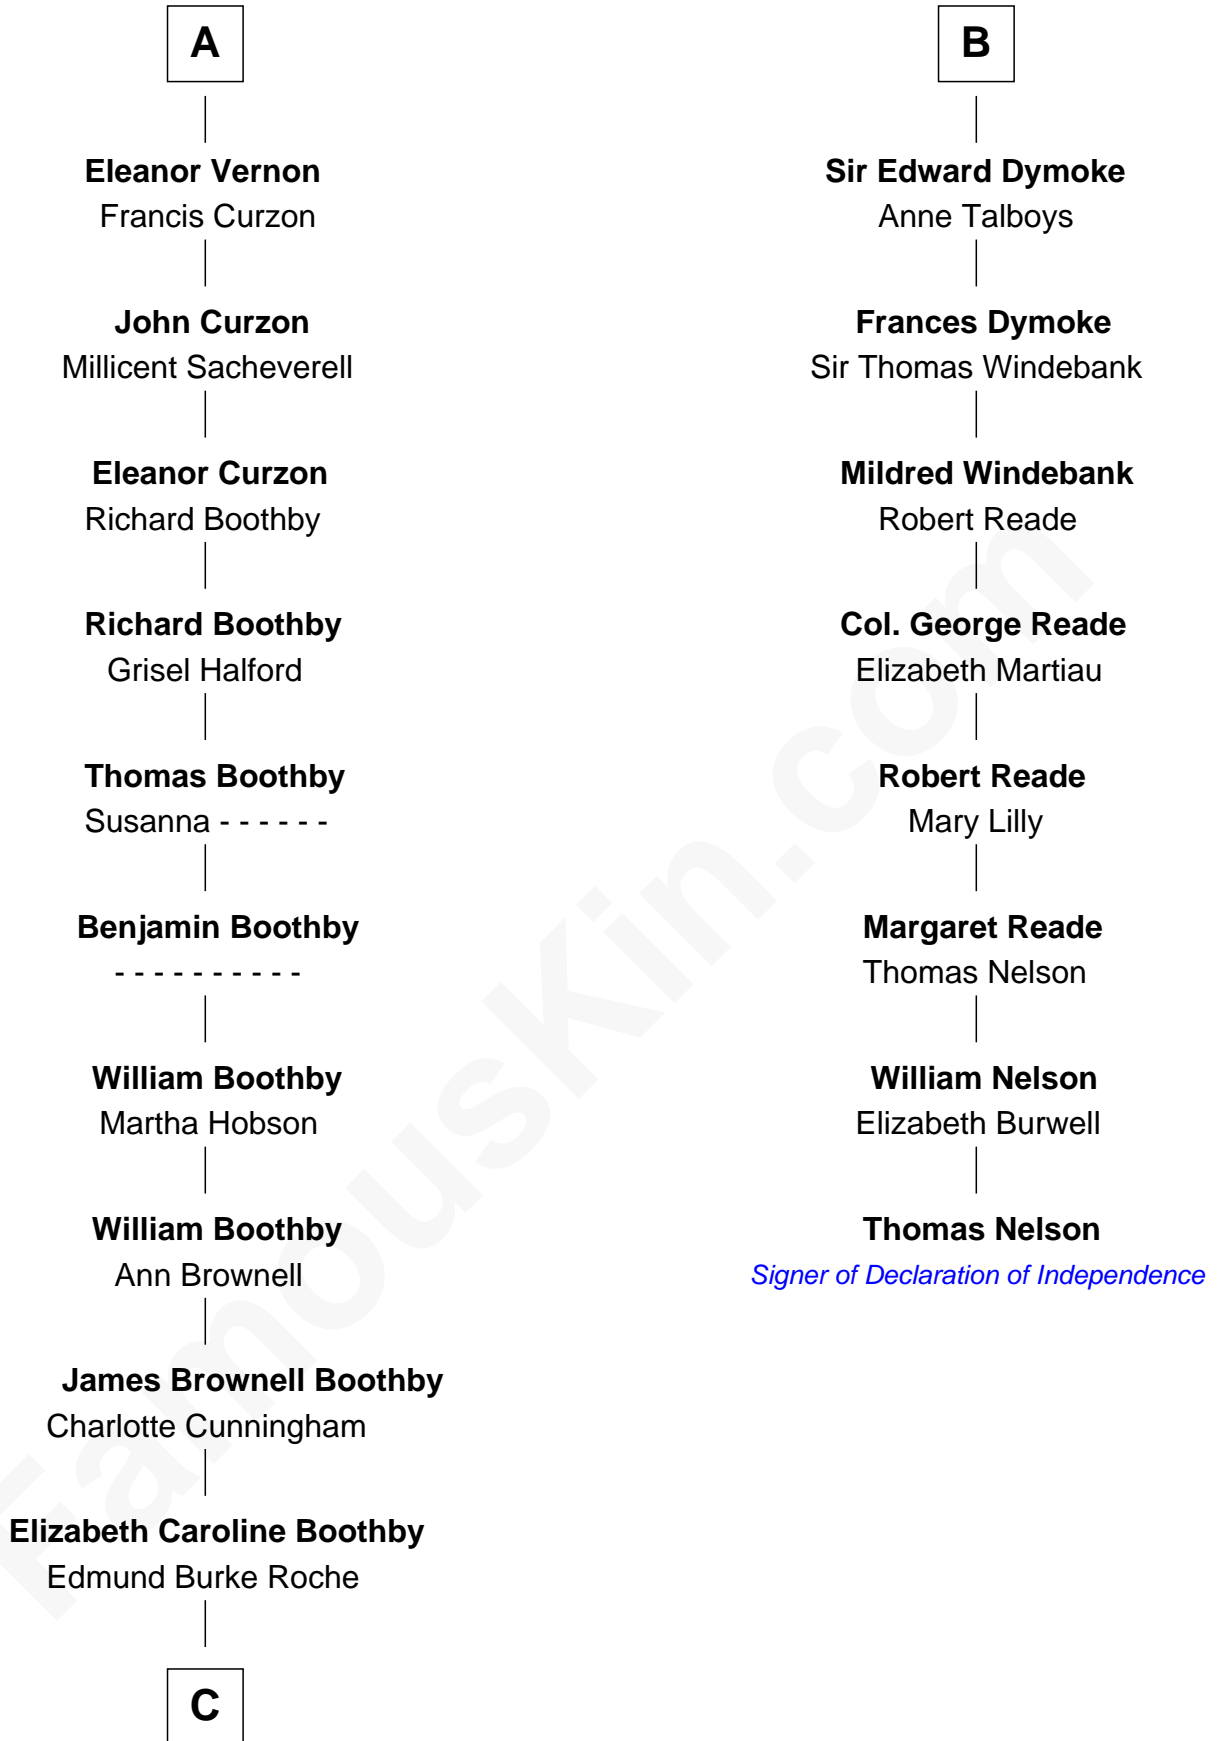 A
Eleanor Vernon
Francis Curzon
John Curzon
Millicent Sacheverell
Eleanor Curzon
Richard Boothby
Richard Boothby
Grisel Halford
Thomas Boothby
Susanna - - - - - -
Benjamin Boothby
- - - - - - - - - -
William Boothby
Martha Hobson
William Boothby
Ann Brownell
James Brownell Boothby
Charlotte Cunningham
Elizabeth Caroline Boothby
Edmund Burke Roche
C
B
Sir Edward Dymoke
Anne Talboys
Frances Dymoke
Sir Thomas Windebank
Mildred Windebank
Robert Reade
Col. George Reade
Elizabeth Martiau
Robert Reade
Mary Lilly
Margaret Reade
Thomas Nelson
William Nelson
Elizabeth Burwell
Thomas Nelson
Signer of Declaration of Independence
FamousKin.com